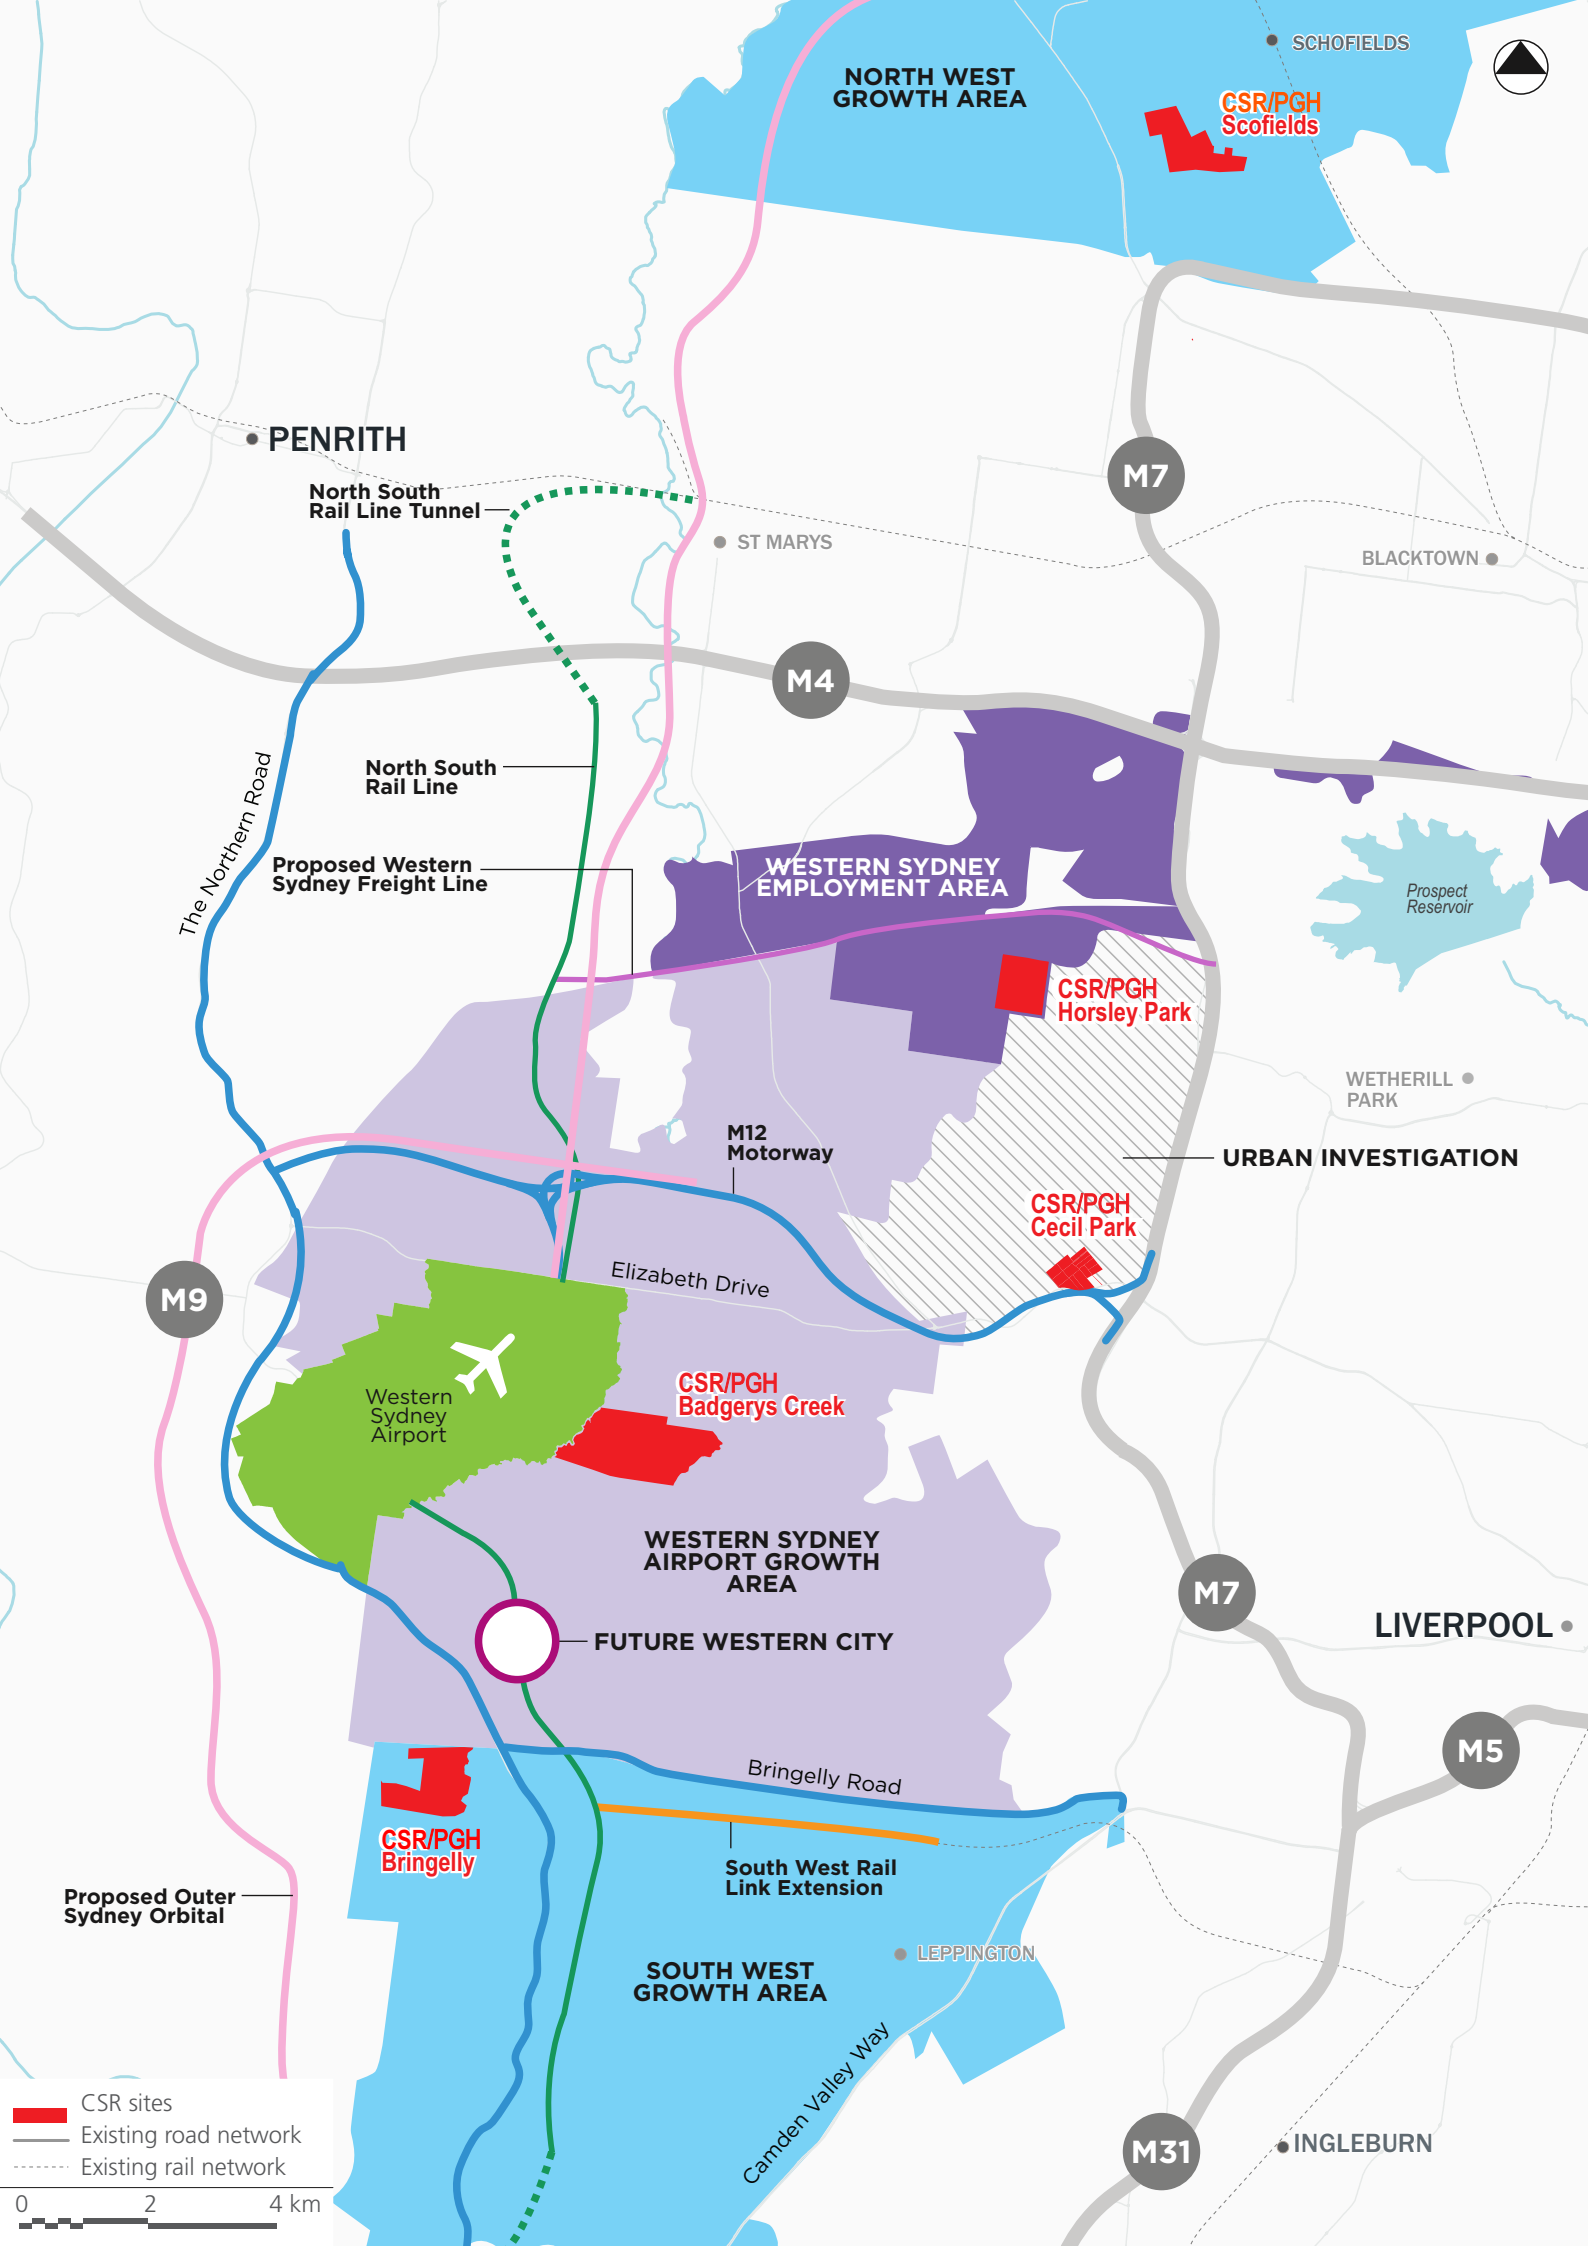 SCHOFIELDS
NORTH WEST
GROWTH AREA
CSR/PGH
Scofields
PENRITH
North South
Rail Line Tunnel
M7
ST MARYS
BLACKTOWN
M4
The Northern Road
North South
Rail Line
Proposed Western
Sydney Freight Line
WESTERN SYDNEY
EMPLOYMENT AREA
Prospect
Reservoir
CSR/PGH
Horsley Park
WETHERILL
PARK
M12
Motorway
URBAN INVESTIGATION
CSR/PGH
Cecil Park
M9
Elizabeth Drive
Western
Sydney
Airport
CSR/PGH
Badgerys Creek
WESTERN SYDNEY
AIRPORT GROWTH
AREA
M7
LIVERPOOL
FUTURE WESTERN CITY
M5
Bringelly Road
CSR/PGH
Bringelly
South West Rail
Link Extension
Proposed Outer
Sydney Orbital
LEPPINGTON
SOUTH WEST
GROWTH AREA
Camden Valley Way
M31
INGLEBURN
CSR sites
Existing road network
Existing rail network
0 2 4 km